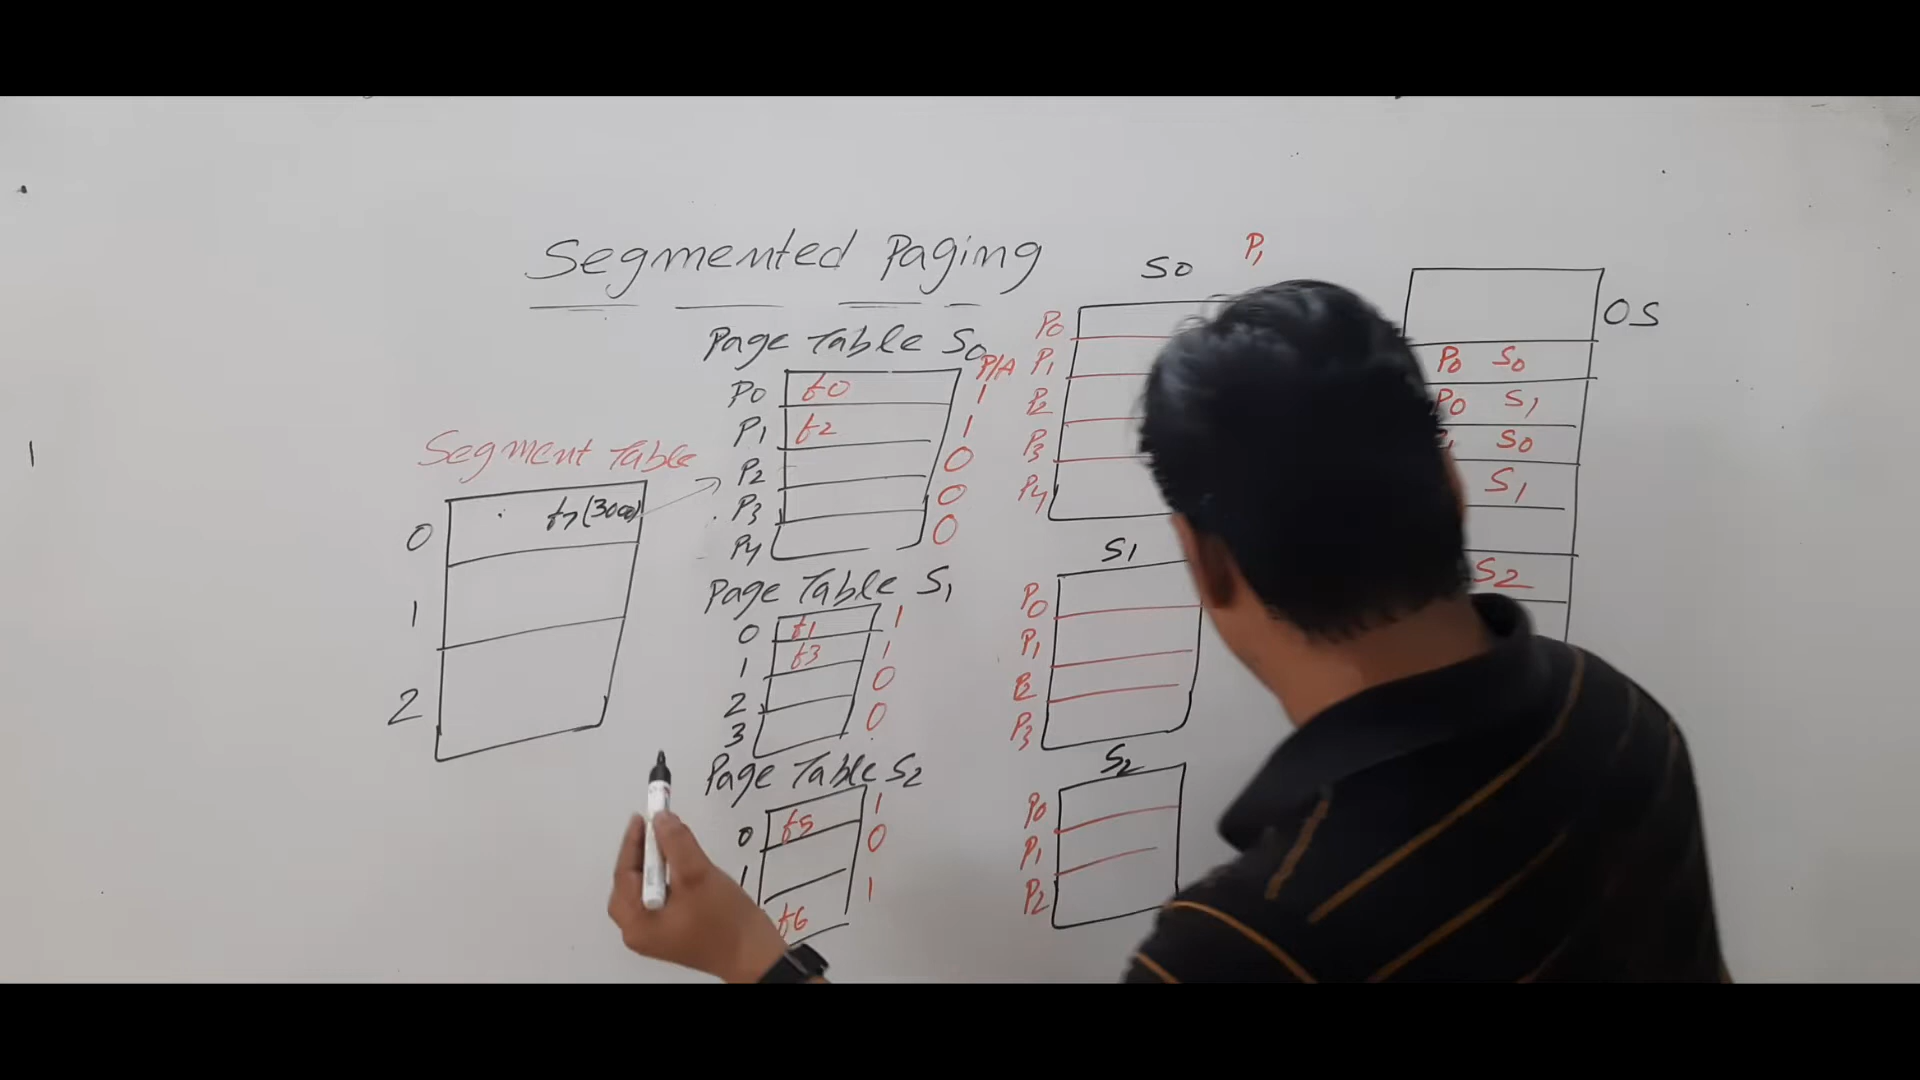 Segmented Paging
Segment Table
0 f7(3000)
1
2
Page Table S0
P/A
P0 f0 1
P1 f2 1
P2 0
P3 0
P4 0
Page Table S1
0 f1 1
1 f3 1
2 0
3 0
Page Table S2
0 f5 1
1 0
f6 1
P1
S0
P0
P1
P2
P3
P4
S1
P0
P1
P2
P3
S2
P0
P1
P2
OS
P0 S0
P0 S1
S0
S1
S2